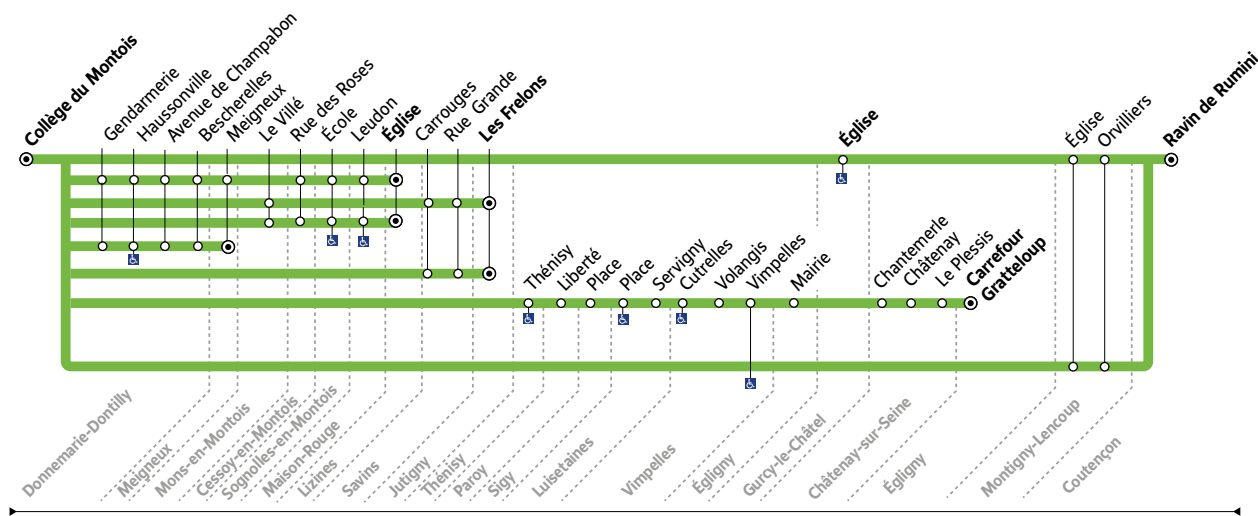 Collège du Montois
Gendarmerie
Haussonville
Avenue de Champabon
Bescherelles
Meigneux
Le Villé
Rue des Roses
École
Leudon
Église
Carrouges
Rue Grande
Les Frelons
Église
Église
Orvilliers
Ravin de Rumini
Thénisy
Liberté
Place
Place
Servigny
Cutrelles
Volangis
Vimpelles
Mairie
Chantemerle
Châtenay
Le Plessis
Carrefour
Gratteloup
Donnemarie-Dontilly
Meigneux
Mons-en-Montois
Cessoy-en-Montois
Sognolles-en-Montois
Maison-Rouge
Lizines
Savins
Jutigny
Thénisy
Paroy
Sigy
Luisetaines
Vimpelles
Égligny
Gurcy-le-Châtel
Châtenay-sur-Seine
Égligny
Montigny-Lencoup
Coutençon